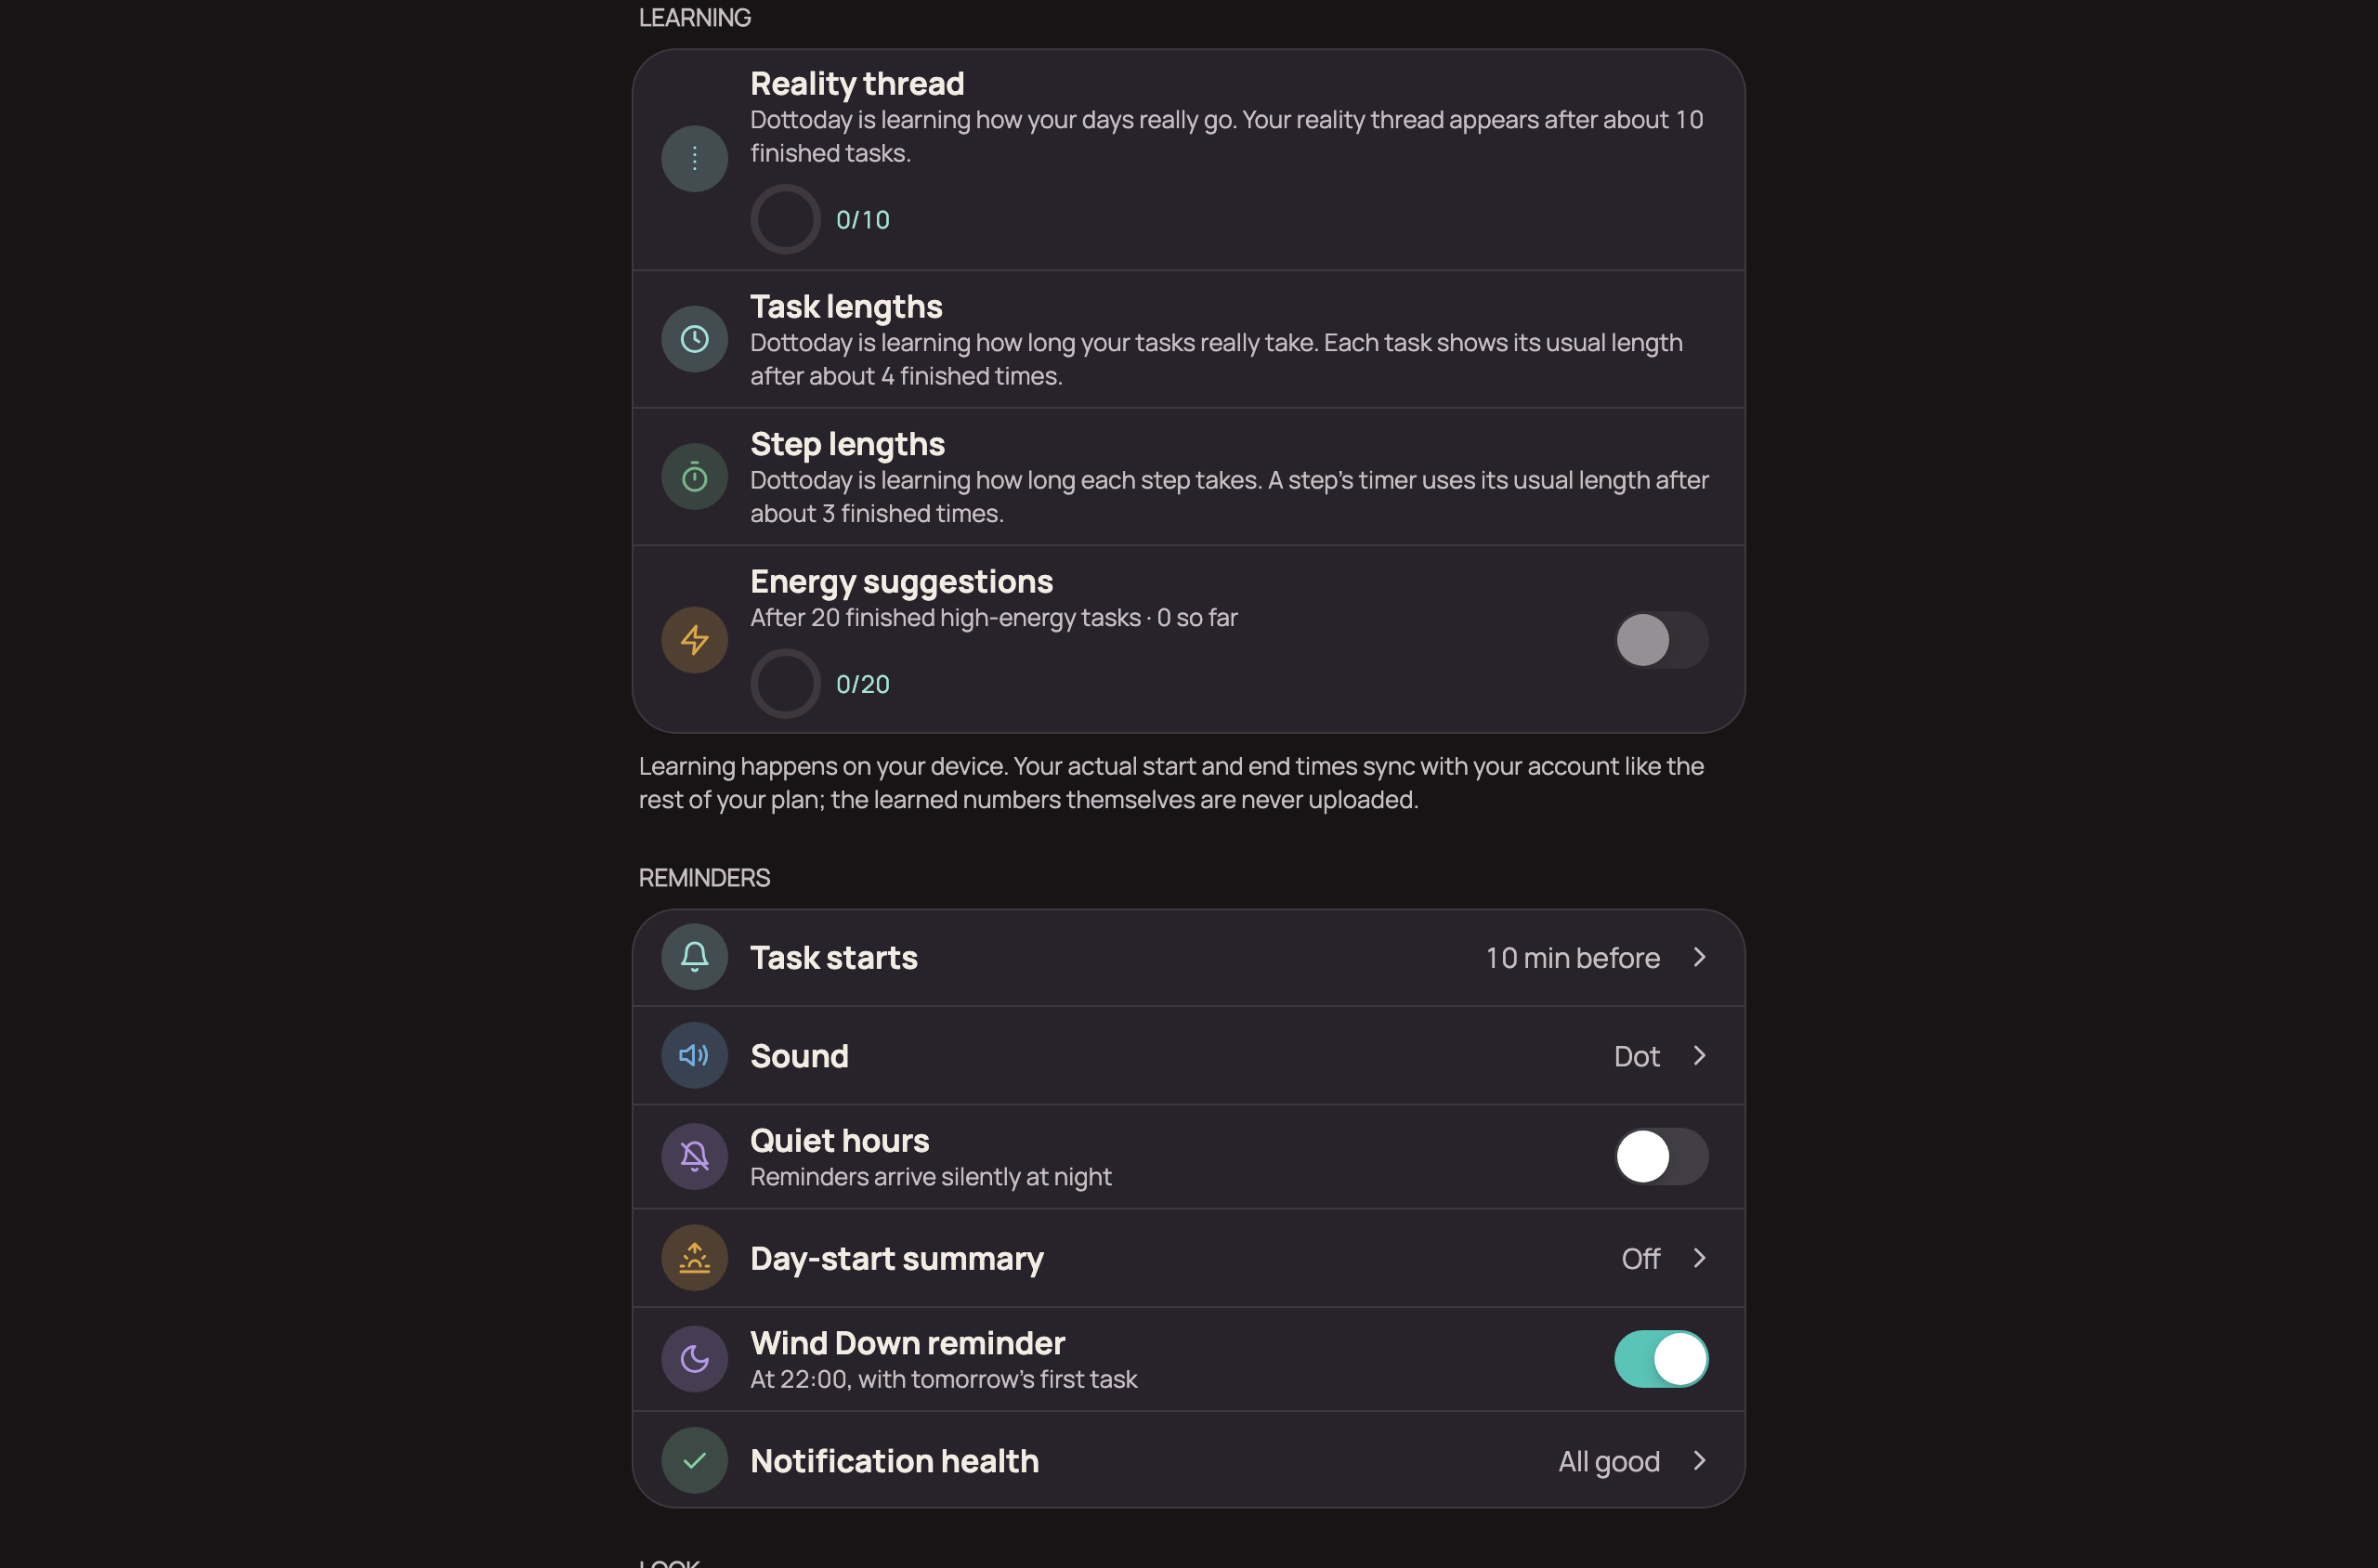 LEARNING
Reality thread
Dottoday is learning how your days really go. Your reality thread appears after about 10
finished tasks.
0/10
Task lengths
Dottoday is learning how long your tasks really take. Each task shows its usual length
after about 4 finished times.
Step lengths
Dottoday is learning how long each step takes. A step’s timer uses its usual length after
about 3 finished times.
Energy suggestions
After 20 finished high-energy tasks · 0 so far
0/20
Learning happens on your device. Your actual start and end times sync with your account like the
rest of your plan; the learned numbers themselves are never uploaded.
REMINDERS
Task starts
10 min before
Sound
Dot
Quiet hours
Reminders arrive silently at night
Day-start summary
Off
Wind Down reminder
At 22:00, with tomorrow’s first task
Notification health
All good
LOOK